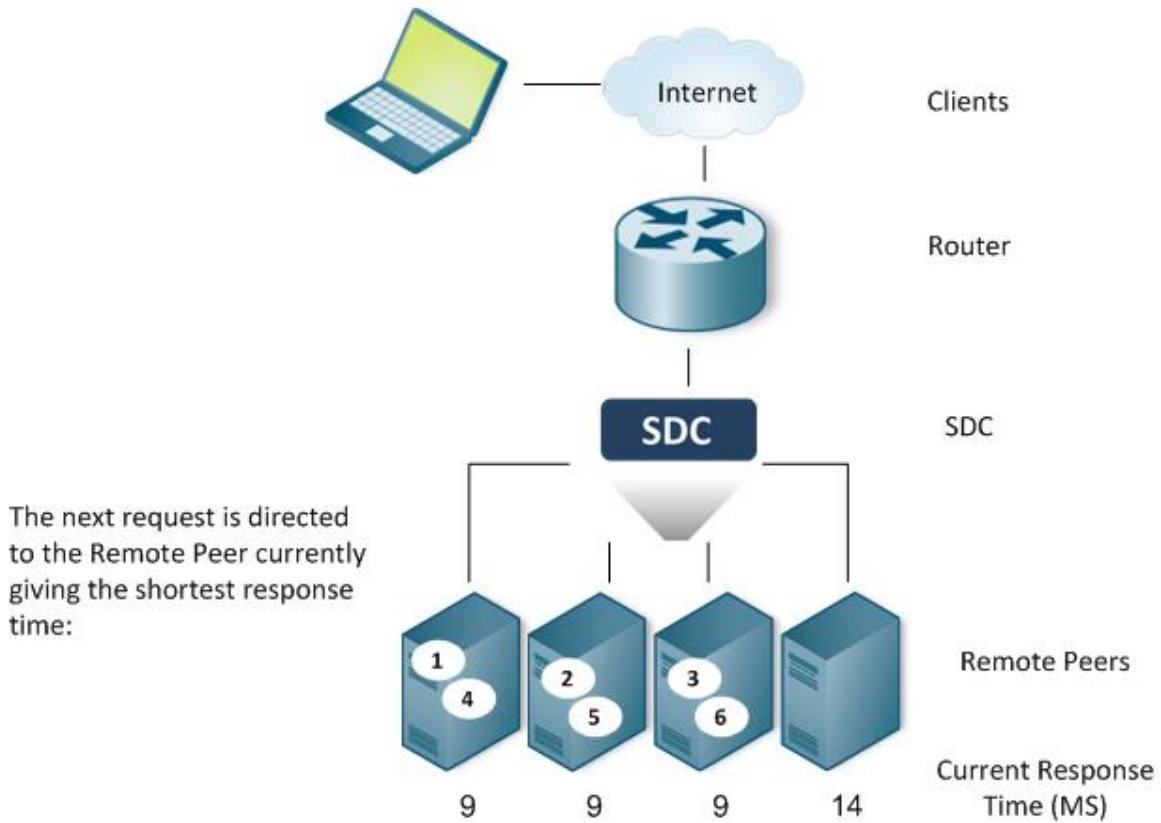 Internet
Clients
Router
SDC
SDC
The next request is directed
to the Remote Peer currently
giving the shortest response
time:
1
4
2
5
3
6
Remote Peers
9
9
9
14
Current Response
Time (MS)